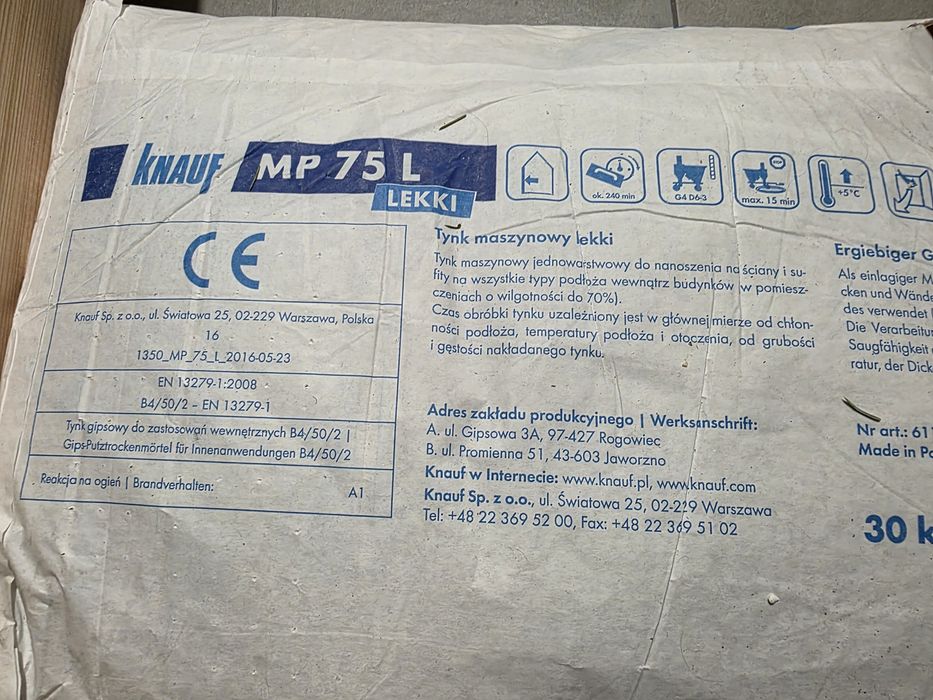 KNAUF MP 75 L
LEKKI
ok. 240 min
G4 D6-3
STOP
max. 15 min
+5°C
CE
Knauf Sp. z o.o., ul. Światowa 25, 02-229 Warszawa, Polska
16
1350_MP_75_L_2016-05-23
EN 13279-1:2008
B4/50/2 – EN 13279-1
Tynk gipsowy do zastosowań wewnętrznych B4/50/2 |
Gips-Putztrockenmörtel für Innenanwendungen B4/50/2
Reakcja na ogień | Brandverhalten: A1
Tynk maszynowy lekki
Tynk maszynowy jednowarstwowy do nanoszenia na ściany i su-
fity na wszystkie typy podłoża wewnątrz budynków (w pomiesz-
czeniach o wilgotności do 70%).
Czas obróbki tynku uzależniony jest w głównej mierze od chłon-
ności podłoża, temperatury podłoża i otoczenia, od grubości
i gęstości nakładanego tynku.
Adres zakładu produkcyjnego | Werksanschrift:
A. ul. Gipsowa 3A, 97-427 Rogowiec
B. ul. Promienna 51, 43-603 Jaworzno
Knauf w Internecie: www.knauf.pl, www.knauf.com
Knauf Sp. z o.o., ul. Światowa 25, 02-229 Warszawa
Tel: +48 22 369 52 00, Fax: +48 22 369 51 02
Ergiebiger G
Als einlagiger M
cken und Wände
des verwendet
Die Verarbeitu
Saugfähigkeit
ratur, der Dick
Nr art.: 61
Made in Po
30 k